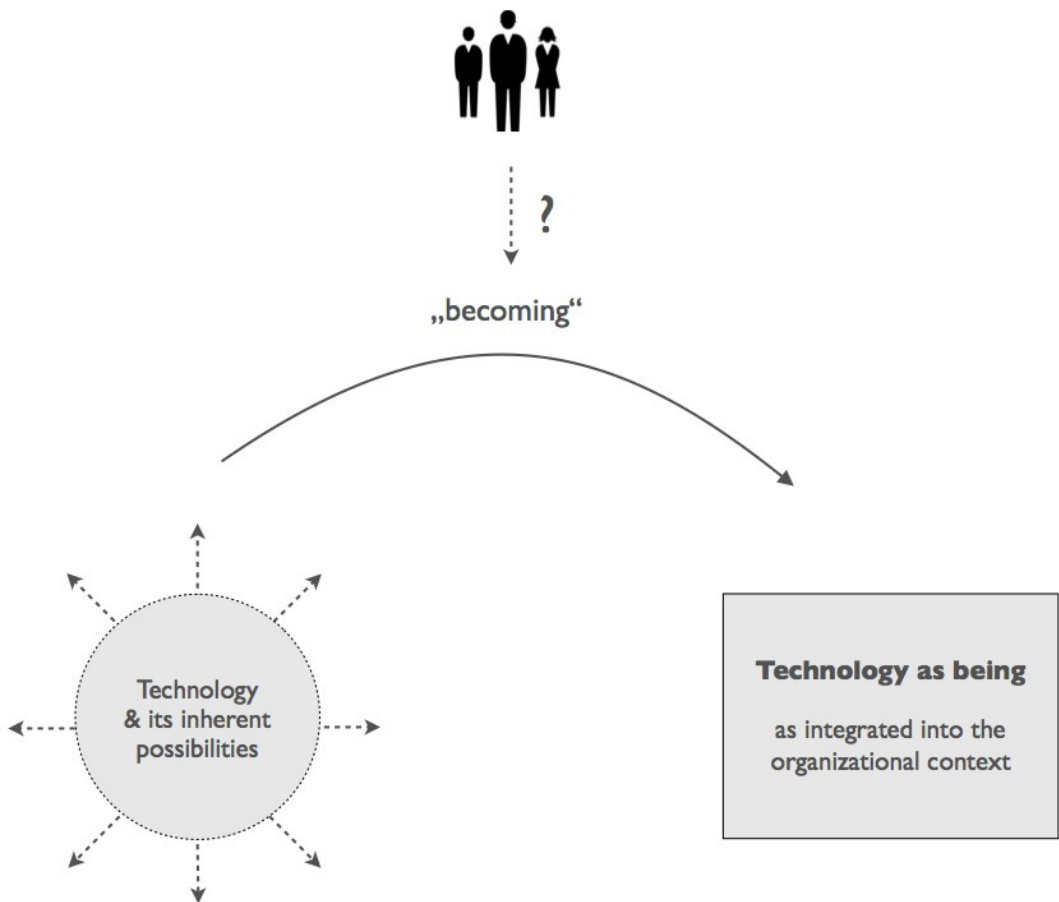 ?
„becoming“
Technology
& its inherent
possibilities
Technology as being
as integrated into the
organizational context